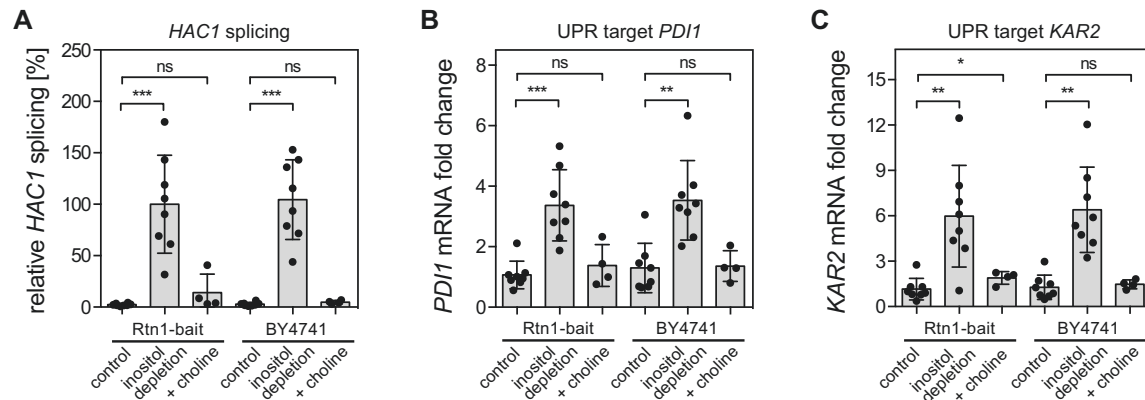 A
HAC1 splicing
relative HAC1 splicing [%]
250
200
150
100
50
0
ns
ns
***
***
Rtn1-bait
BY4741
control
inositol
depletion
+ choline
control
inositol
depletion
+ choline
B
UPR target PDI1
PDI1 mRNA fold change
8
6
4
2
0
ns
ns
***
**
Rtn1-bait
BY4741
control
inositol
depletion
+ choline
control
inositol
depletion
+ choline
C
UPR target KAR2
KAR2 mRNA fold change
15
12
9
6
3
0
*
ns
**
**
Rtn1-bait
BY4741
control
inositol
depletion
+ choline
control
inositol
depletion
+ choline